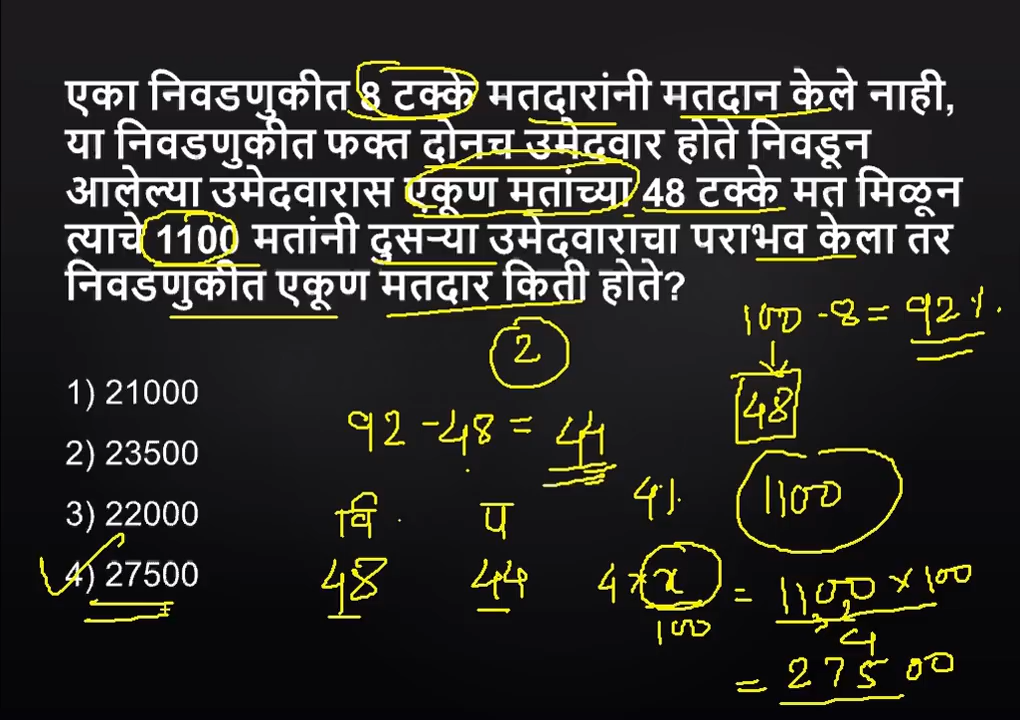 एका निवडणुकीत 8 टक्के मतदारांनी मतदान केले नाही,
या निवडणुकीत फक्त दोनच उमेदवार होते निवडून
आलेल्या उमेदवारास एकूण मतांच्या 48 टक्के मत मिळून
त्याचे 1100 मतांनी दुसऱ्या उमेदवाराचा पराभव केला तर
निवडणुकीत एकूण मतदार किती होते?
100 - 8 = 92%.
2
1) 21000
48
92 - 48 = 44
2) 23500
4% 1100
3) 22000
वि प
4) 27500
48 44 4 * x = 1100 * 100
100 4
= 27500